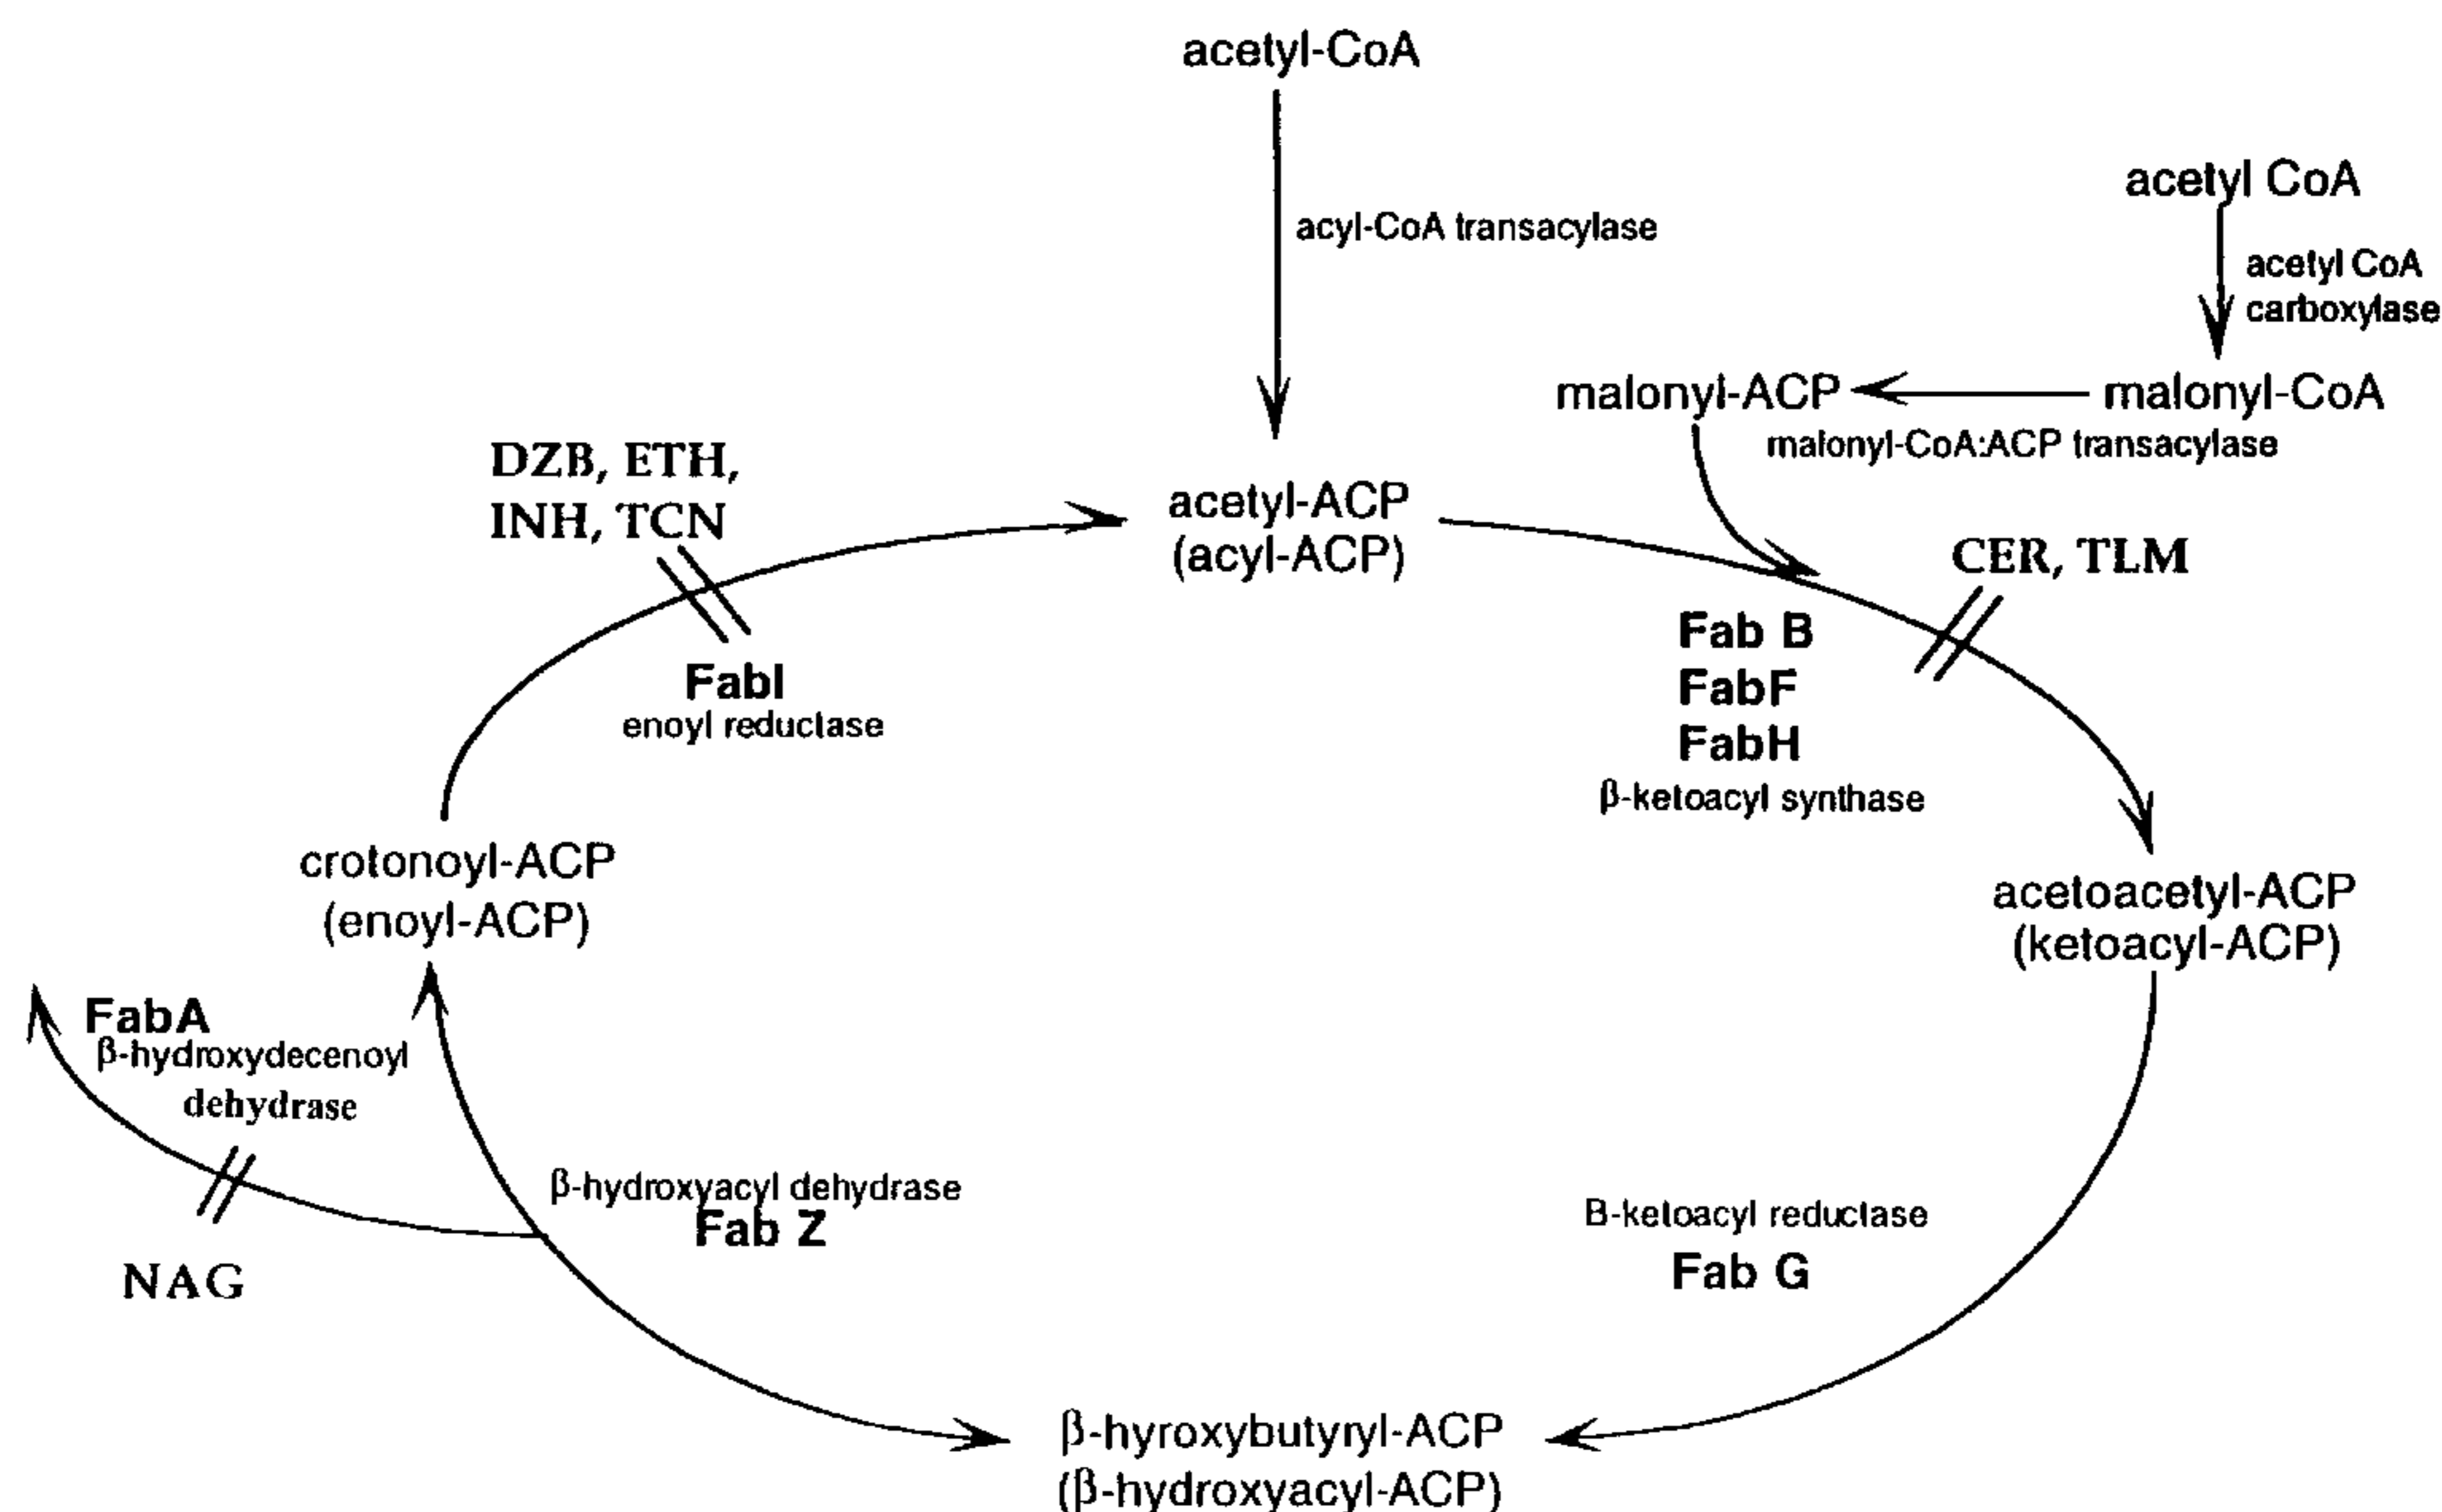 acetyl-CoA
acyl-CoA transacylase
acetyl CoA
acetyl CoA
carboxylase
malonyl-ACP
malonyl-CoA
malonyl-CoA:ACP transacylase
DZB, ETH,
INH, TCN
acetyl-ACP
(acyl-ACP)
CER, TLM
Fab B
FabF
FabH
β-ketoacyl synthase
FabI
enoyl reductase
crotonoyl-ACP
(enoyl-ACP)
acetoacetyl-ACP
(ketoacyl-ACP)
FabA
β-hydroxydecenoyl
dehydrase
β-hydroxyacyl dehydrase
Fab Z
NAG
B-ketoacyl reductase
Fab G
β-hyroxybutyryl-ACP
(β-hydroxyacyl-ACP)